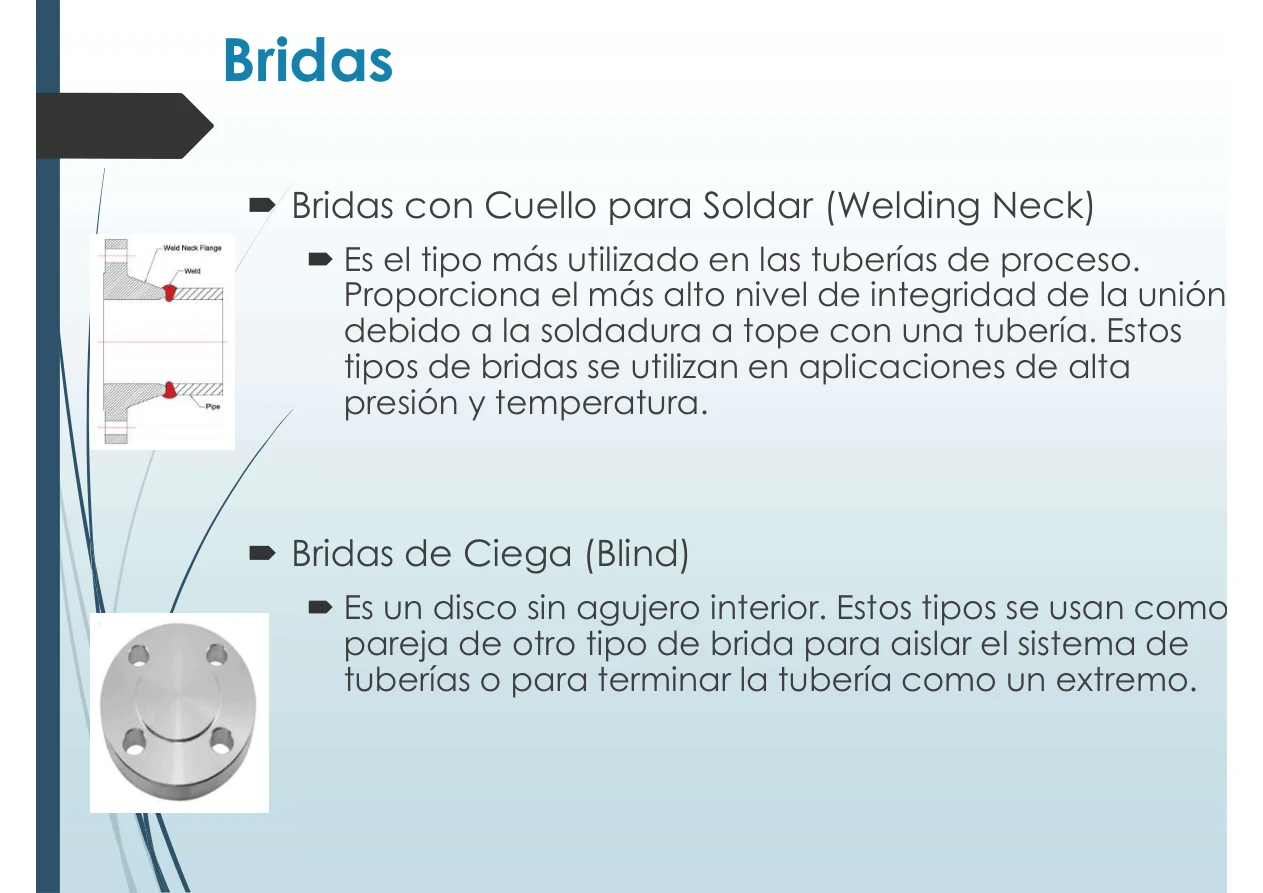 Bridas
Bridas con Cuello para Soldar (Welding Neck)
Es el tipo más utilizado en las tuberías de proceso.
Proporciona el más alto nivel de integridad de la unión
debido a la soldadura a tope con una tubería. Estos
tipos de bridas se utilizan en aplicaciones de alta
presión y temperatura.
Weld Neck Flange
Weld
Pipe
Bridas de Ciega (Blind)
Es un disco sin agujero interior. Estos tipos se usan como
pareja de otro tipo de brida para aislar el sistema de
tuberías o para terminar la tubería como un extremo.